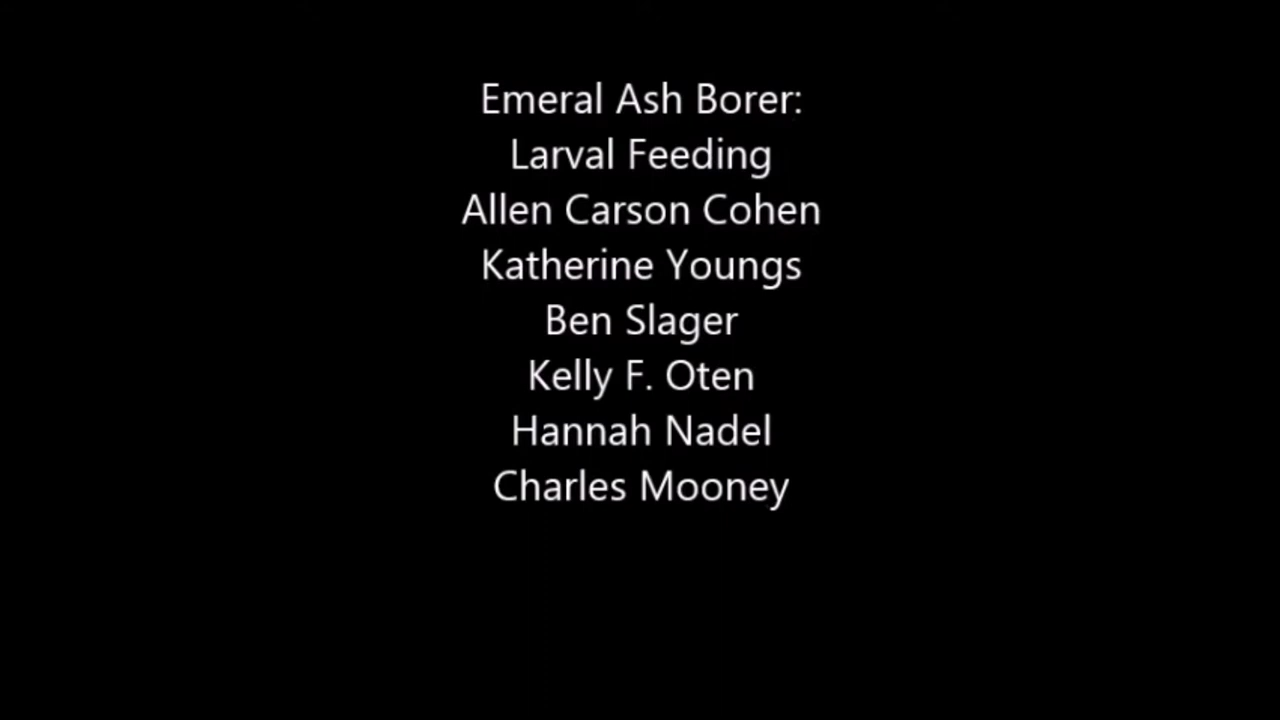 Emeral Ash Borer:
Larval Feeding
Allen Carson Cohen
Katherine Youngs
Ben Slager
Kelly F. Oten
Hannah Nadel
Charles Mooney